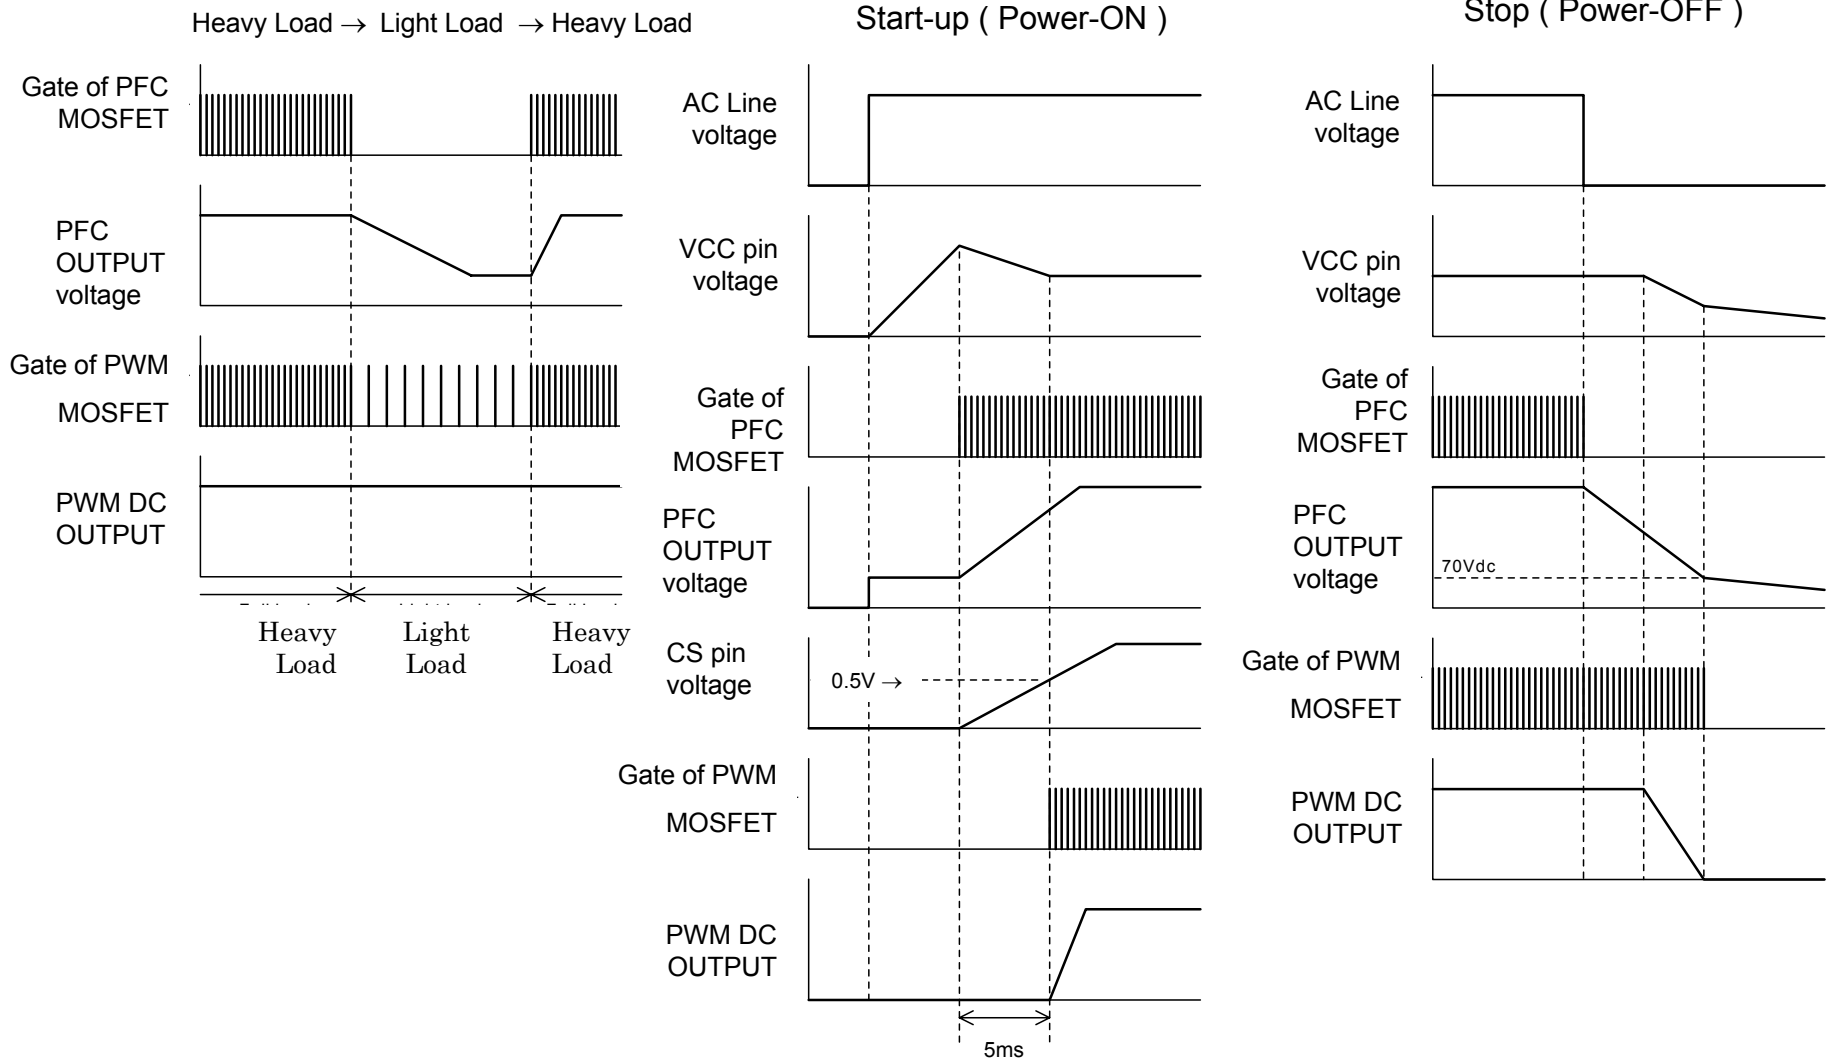 Heavy Load → Light Load → Heavy Load
Gate of PFC
MOSFET
PFC
OUTPUT
voltage
Gate of PWM
MOSFET
PWM DC
OUTPUT
Heavy
Load
Light
Load
Heavy
Load
Start-up ( Power-ON )
AC Line
voltage
VCC pin
voltage
Gate of
PFC
MOSFET
PFC
OUTPUT
voltage
CS pin
voltage
0.5V →
Gate of PWM
MOSFET
PWM DC
OUTPUT
5ms
Stop ( Power-OFF )
AC Line
voltage
VCC pin
voltage
Gate of
PFC
MOSFET
PFC
OUTPUT
voltage
70Vdc
Gate of PWM
MOSFET
PWM DC
OUTPUT